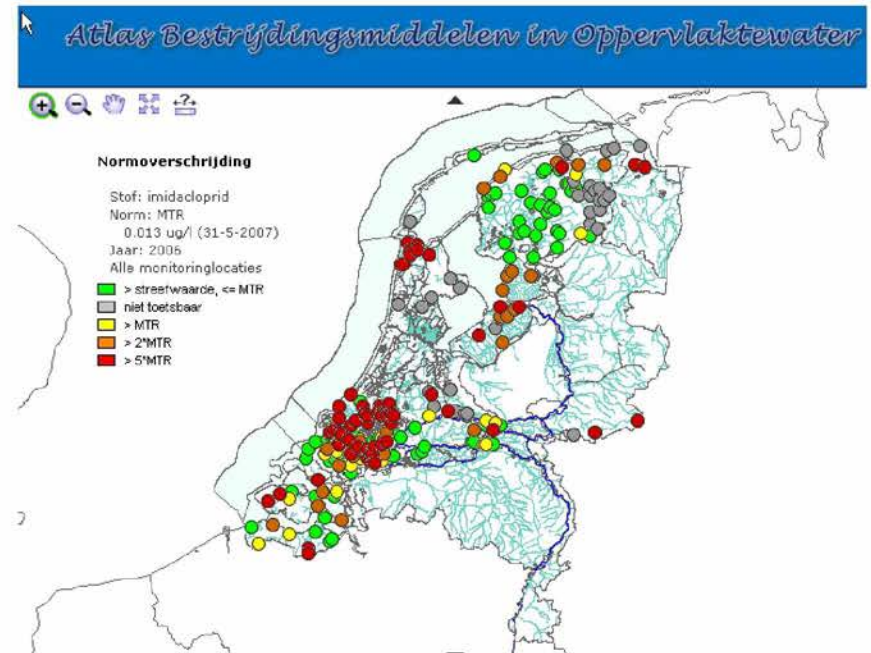 Atlas Bestrijdingsmiddelen in Oppervlaktewater
Normoverschrijding
Stof: imidacloprid
Norm: MTR
0.013 ug/l (31-5-2007)
Jaar: 2006
Alle monitoringlocaties
> streefwaarde, <= MTR
niet toetsbaar
> MTR
> 2*MTR
> 5*MTR